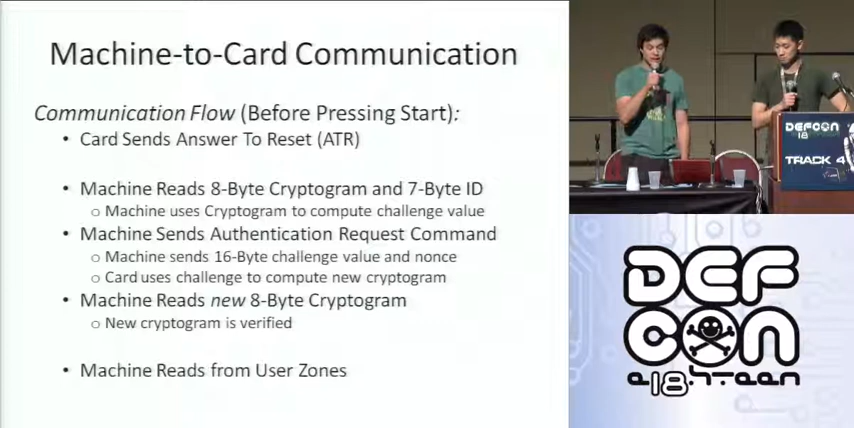 Machine-to-Card Communication
Communication Flow (Before Pressing Start):
• Card Sends Answer To Reset (ATR)
• Machine Reads 8-Byte Cryptogram and 7-Byte ID
o Machine uses Cryptogram to compute challenge value
• Machine Sends Authentication Request Command
o Machine sends 16-Byte challenge value and nonce
o Card uses challenge to compute new cryptogram
• Machine Reads new 8-Byte Cryptogram
o New cryptogram is verified
• Machine Reads from User Zones
DEFCON
18
TRACK 4
DEF
CON
e18h-teen